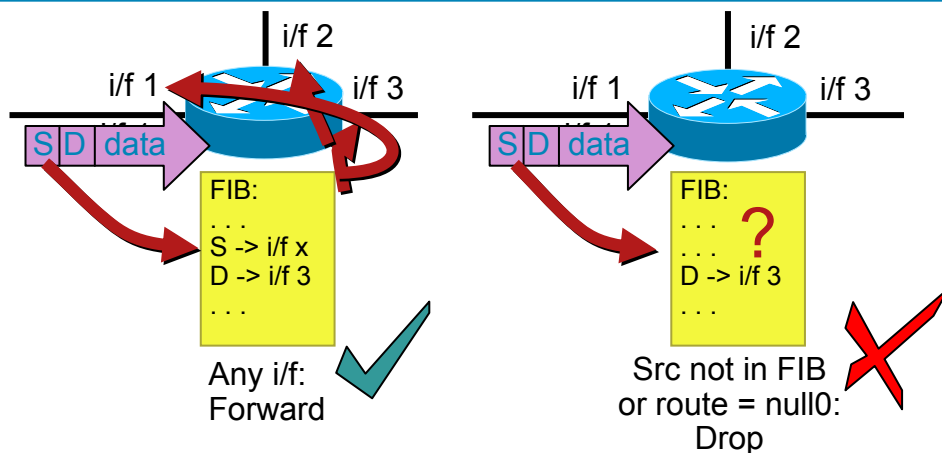 i/f 2
i/f 1
i/f 3
S D data
FIB:
. . .
S -> i/f x
D -> i/f 3
. . .
Any i/f:
Forward
i/f 2
i/f 1
i/f 3
S D data
FIB:
. . .
. . .
?
D -> i/f 3
. . .
Src not in FIB
or route = null0:
Drop